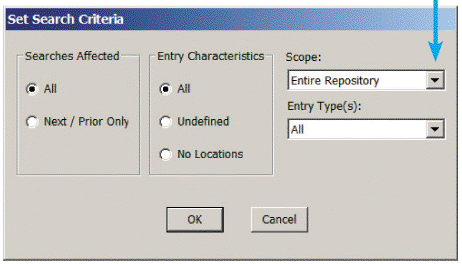 Set Search Criteria
Searches Affected
All
Next / Prior Only
Entry Characteristics
All
Undefined
No Locations
Scope:
Entire Repository
Entry Type(s):
All
OK
Cancel